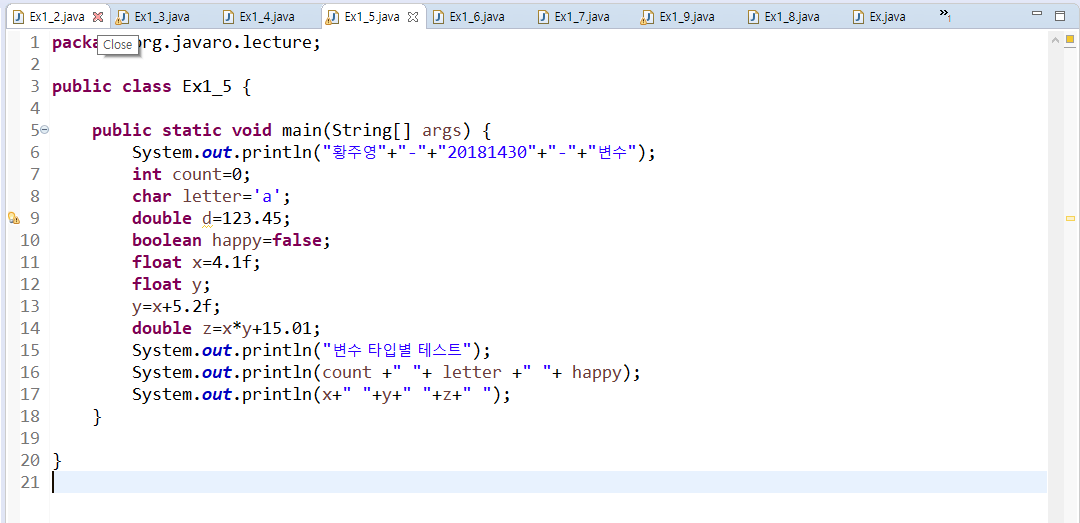 Ex1_2.java Ex1_3.java Ex1_4.java Ex1_5.java Ex1_6.java Ex1_7.java Ex1_9.java Ex1_8.java Ex.java »1
Close
1 packa org.javaro.lecture;
2
3 public class Ex1_5 {
4
5 public static void main(String[] args) {
6 System.out.println("황주영"+"-"+"20181430"+"-"+"변수");
7 int count=0;
8 char letter='a';
9 double d=123.45;
10 boolean happy=false;
11 float x=4.1f;
12 float y;
13 y=x+5.2f;
14 double z=x*y+15.01;
15 System.out.println("변수 타입별 테스트");
16 System.out.println(count +" "+ letter +" "+ happy);
17 System.out.println(x+" "+y+" "+z+" ");
18 }
19
20 }
21